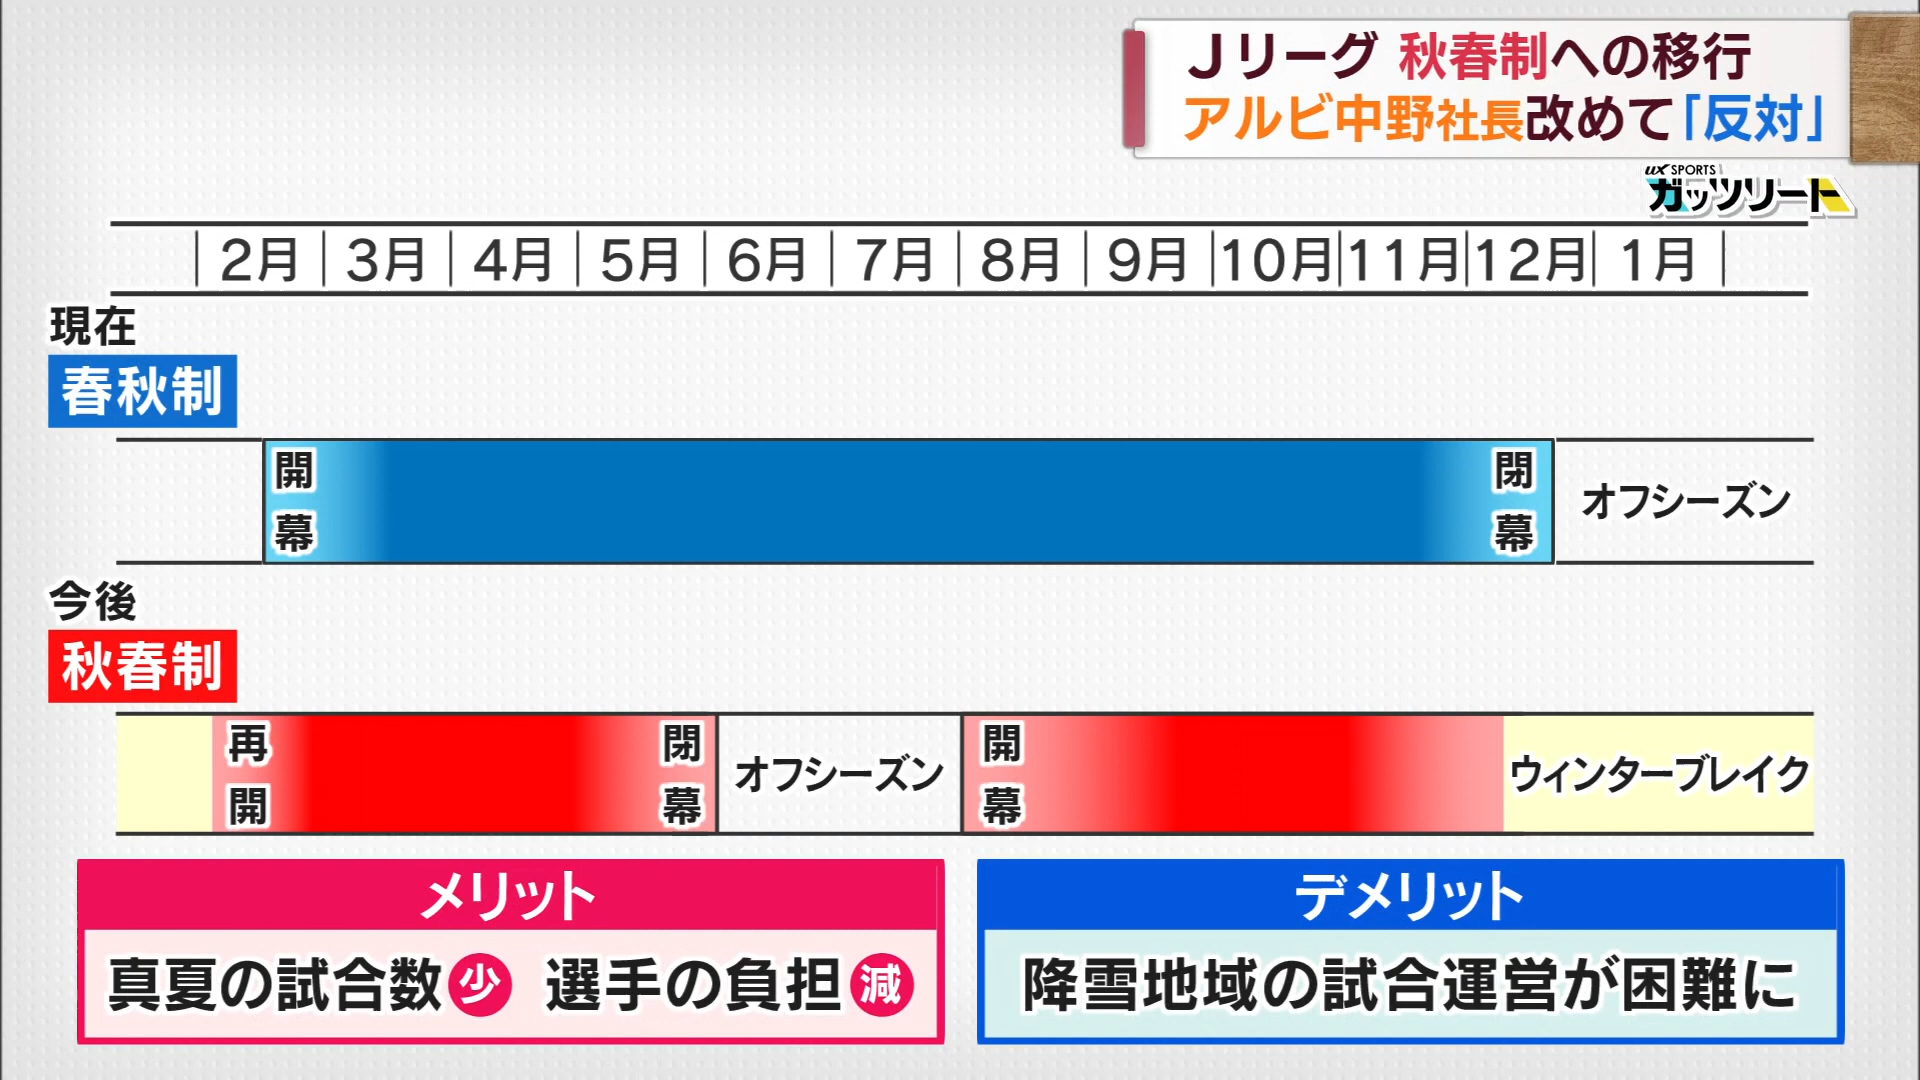 Jリーグ 秋春制への移行
アルビ中野社長改めて「反対」
UX SPORTS
ガッツリート
2月 3月 4月 5月 6月 7月 8月 9月 10月 11月 12月 1月
現在
春秋制
開幕 閉幕 オフシーズン
今後
秋春制
再開 閉幕 オフシーズン 開幕 ウィンターブレイク
メリット
真夏の試合数少 選手の負担減
デメリット
降雪地域の試合運営が困難に